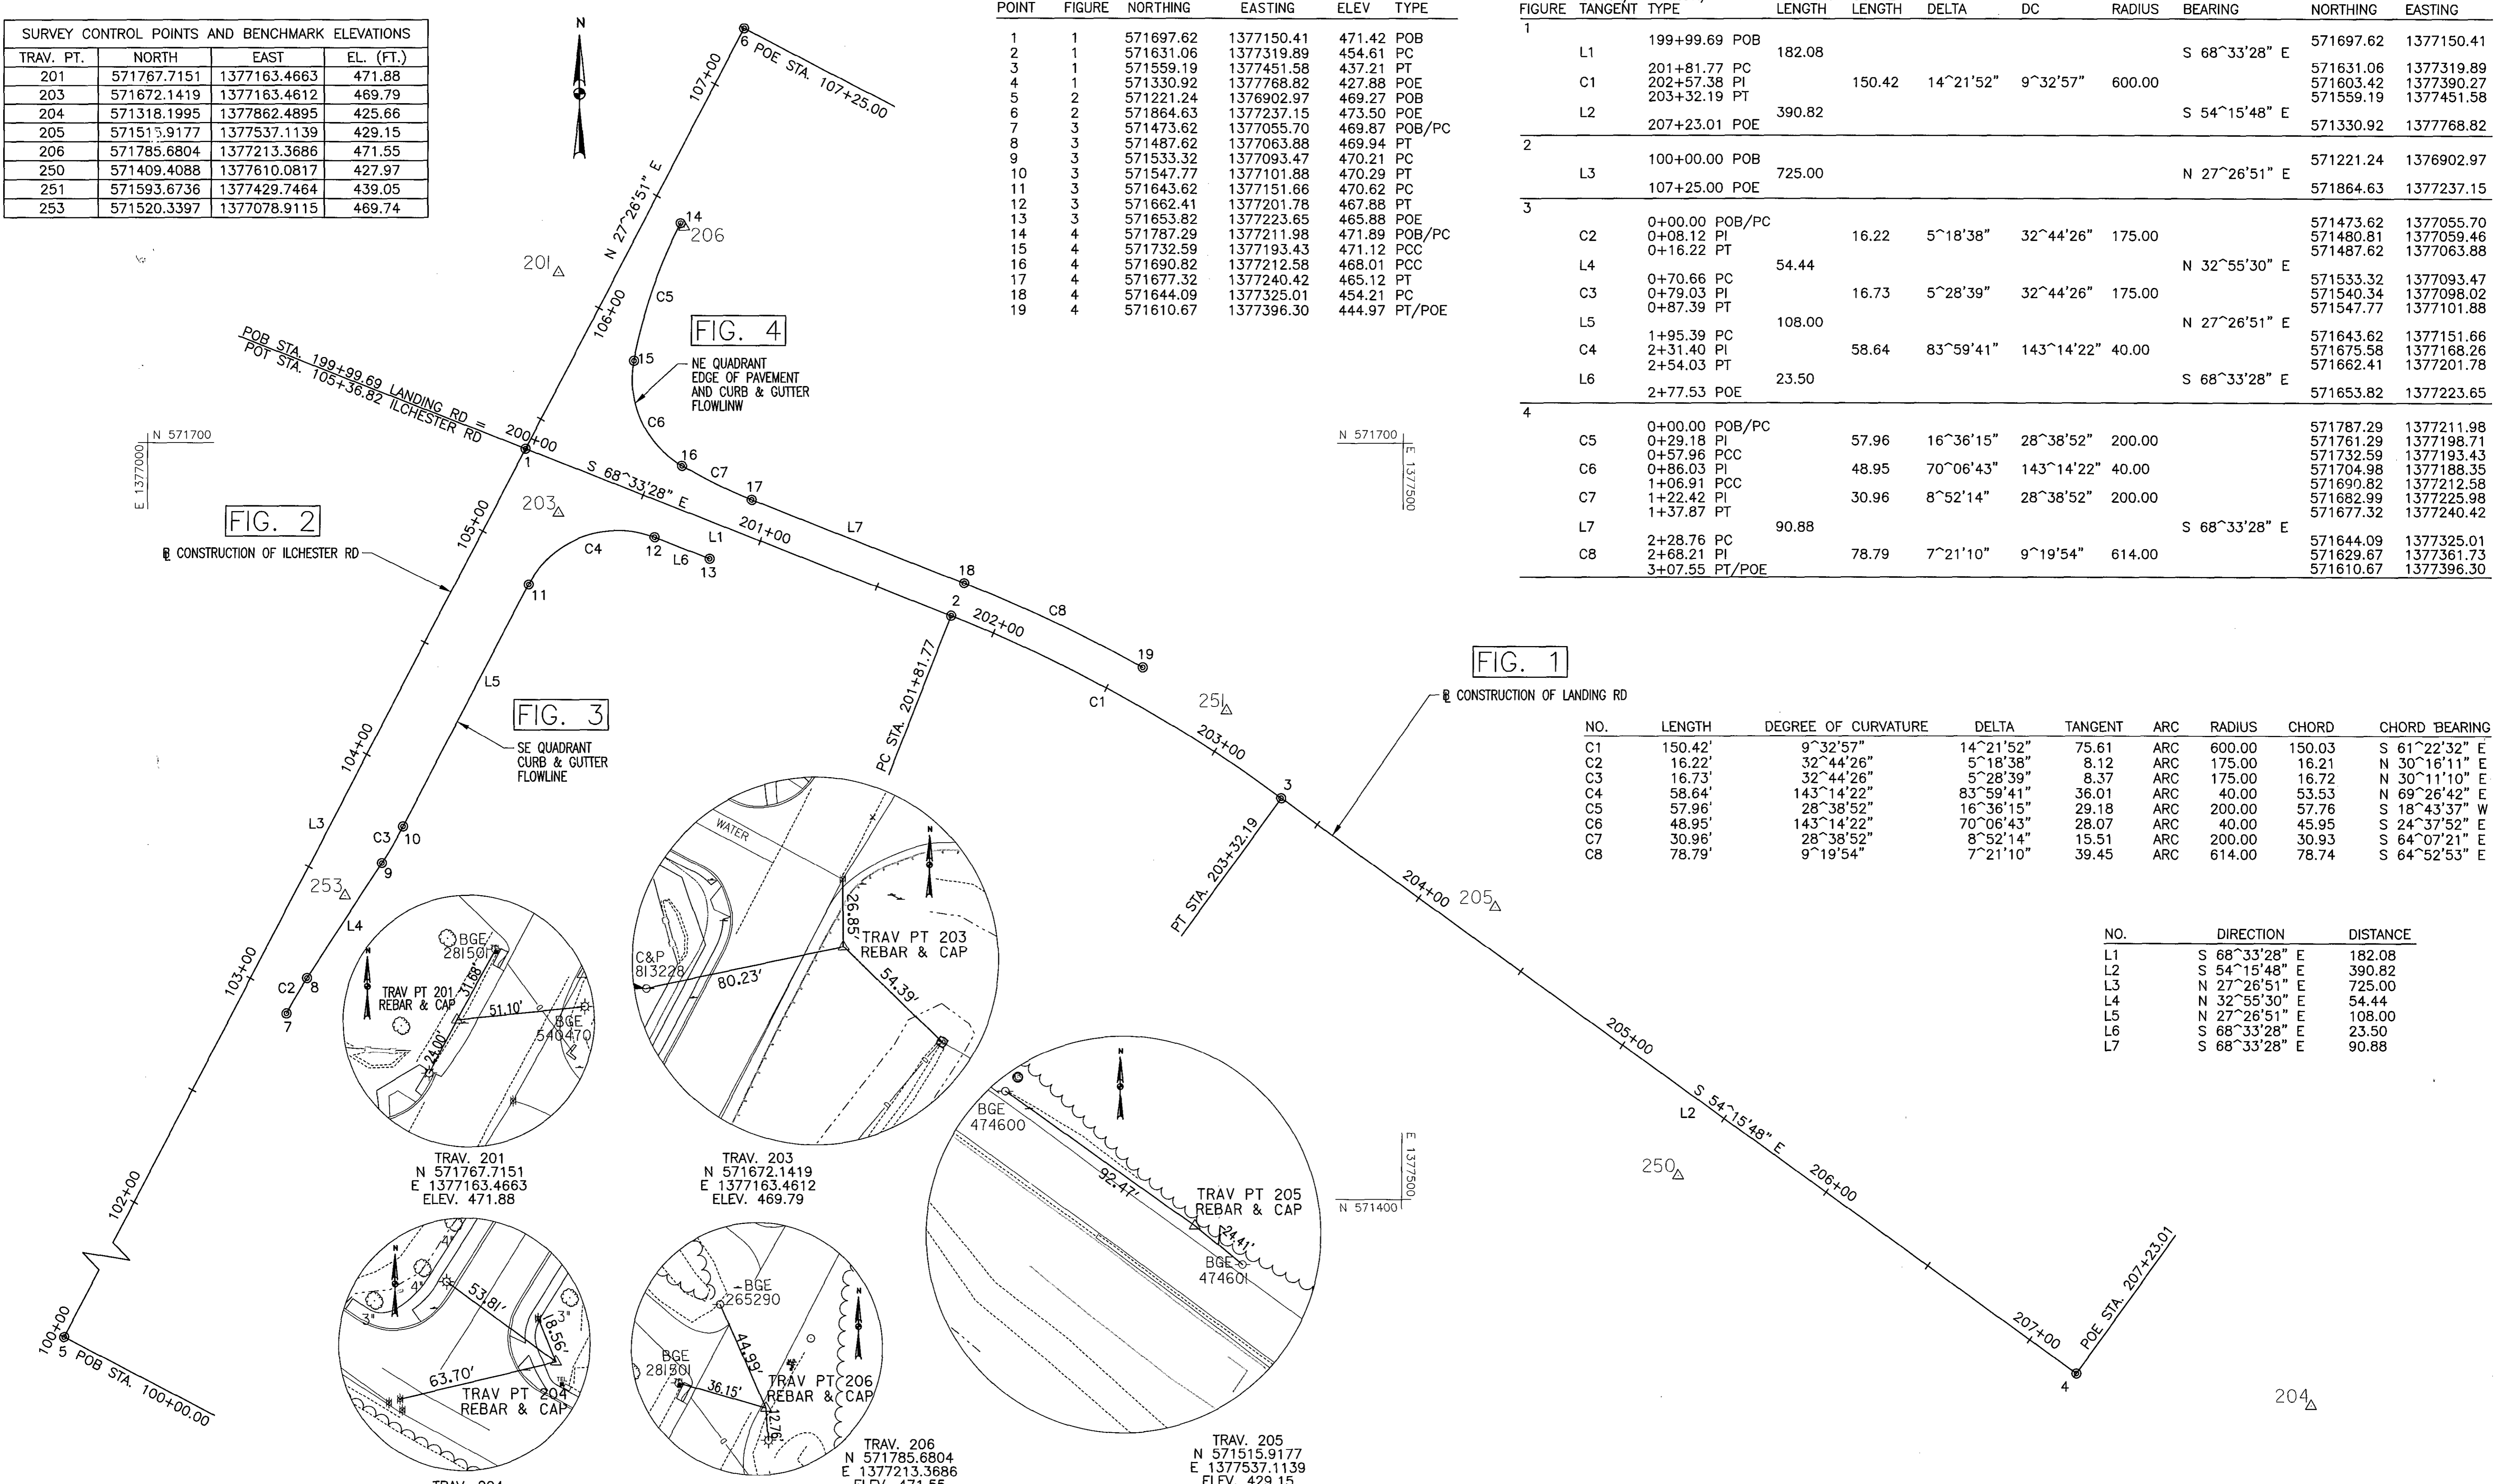 SURVEY CONTROL POINTS AND BENCHMARK ELEVATIONS
TRAV. PT. NORTH EAST EL. (FT.)
201 571767.7151 1377163.4663 471.88
203 571672.1419 1377163.4612 469.79
204 571318.1995 1377862.4895 425.66
205 571515.9177 1377537.1139 429.15
206 571785.6804 1377213.3686 471.55
250 571409.4088 1377610.0817 427.97
251 571593.6736 1377429.7464 439.05
253 571520.3397 1377078.9115 469.74
POINT FIGURE NORTHING EASTING ELEV TYPE
1 1 571697.62 1377150.41 471.42 POB
2 1 571631.06 1377319.89 454.61 PC
3 1 571559.19 1377451.58 437.21 PT
4 1 571330.92 1377768.82 427.88 POE
5 2 571221.24 1376902.97 469.27 POB
6 2 571864.63 1377237.15 473.50 POE
7 3 571473.62 1377055.70 469.87 POB/PC
8 3 571487.62 1377063.88 469.94 PT
9 3 571533.32 1377093.47 470.21 PC
10 3 571547.77 1377101.88 470.29 PT
11 3 571643.62 1377151.66 470.62 PC
12 3 571662.41 1377201.78 467.88 PT
13 3 571653.82 1377223.65 465.88 POE
14 4 571787.29 1377211.98 471.89 POB/PC
15 4 571732.59 1377193.43 471.12 PCC
16 4 571690.82 1377212.58 468.01 PCC
17 4 571677.32 1377240.42 465.12 PT
18 4 571644.09 1377325.01 454.21 PC
19 4 571610.67 1377396.30 444.97 PT/POE
FIGURE TANGENT TYPE LENGTH LENGTH DELTA DC RADIUS BEARING NORTHING EASTING
1
199+99.69 POB 571697.62 1377150.41
L1 182.08 S 68^33'28" E
201+81.77 PC 571631.06 1377319.89
C1 202+57.38 PI 150.42 14^21'52" 9^32'57" 600.00 571603.42 1377390.27
203+32.19 PT 571559.19 1377451.58
L2 390.82 S 54^15'48" E
207+23.01 POE 571330.92 1377768.82
2
100+00.00 POB 571221.24 1376902.97
L3 725.00 N 27^26'51" E
107+25.00 POE 571864.63 1377237.15
3
0+00.00 POB/PC 571473.62 1377055.70
C2 0+08.12 PI 16.22 5^18'38" 32^44'26" 175.00 571480.81 1377059.46
0+16.22 PT 571487.62 1377063.88
L4 54.44 N 32^55'30" E
0+70.66 PC 571533.32 1377093.47
C3 0+79.03 PI 16.73 5^28'39" 32^44'26" 175.00 571540.34 1377098.02
0+87.39 PT 571547.77 1377101.88
L5 108.00 N 27^26'51" E
1+95.39 PC 571643.62 1377151.66
C4 2+31.40 PI 58.64 83^59'41" 143^14'22" 40.00 571675.58 1377168.26
2+54.03 PT 571662.41 1377201.78
L6 23.50 S 68^33'28" E
2+77.53 POE 571653.82 1377223.65
4
0+00.00 POB/PC 571787.29 1377211.98
C5 0+29.18 PI 57.96 16^36'15" 28^38'52" 200.00 571761.29 1377198.71
0+57.96 PCC 571732.59 1377193.43
C6 0+86.03 PI 48.95 70^06'43" 143^14'22" 40.00 571704.98 1377188.35
1+06.91 PCC 571690.82 1377212.58
C7 1+22.42 PI 30.96 8^52'14" 28^38'52" 200.00 571682.99 1377225.98
1+37.87 PT 571677.32 1377240.42
L7 90.88 S 68^33'28" E
2+28.76 PC 571644.09 1377325.01
C8 2+68.21 PI 78.79 7^21'10" 9^19'54" 614.00 571629.67 1377361.73
3+07.55 PT/POE 571610.67 1377396.30
N
6 POE STA. 107+25.00
107+00
N 27^26'51" E
14
206
201
106+00
C5
FIG. 4
NE QUADRANT
EDGE OF PAVEMENT
AND CURB & GUTTER
FLOWLINW
15
C6
POB STA. 199+99.69 LANDING RD =
POT STA. 105+36.82 ILCHESTER RD
N 571700
E 1377000
N 571700
E 1377500
200+00
1
16
C7
17
S 68^33'28" E
L7
203
105+00
FIG. 2
201+00
L1
C4
12
L6
13
℄ CONSTRUCTION OF ILCHESTER RD
11
18
2
202+00
C8
19
PC STA. 201+81.77
C1
FIG. 1
℄ CONSTRUCTION OF LANDING RD
251
203+00
L5
FIG. 3
SE QUADRANT
CURB & GUTTER
FLOWLINE
104+00
3
PT STA. 203+32.19
NO. LENGTH DEGREE OF CURVATURE DELTA TANGENT ARC RADIUS CHORD CHORD BEARING
C1 150.42' 9^32'57" 14^21'52" 75.61 ARC 600.00 150.03 S 61^22'32" E
C2 16.22' 32^44'26" 5^18'38" 8.12 ARC 175.00 16.21 N 30^16'11" E
C3 16.73' 32^44'26" 5^28'39" 8.37 ARC 175.00 16.72 N 30^11'10" E
C4 58.64' 143^14'22" 83^59'41" 36.01 ARC 40.00 53.53 N 69^26'42" E
C5 57.96' 28^38'52" 16^36'15" 29.18 ARC 200.00 57.76 S 18^43'37" W
C6 48.95' 143^14'22" 70^06'43" 28.07 ARC 40.00 45.95 S 24^37'52" E
C7 30.96' 28^38'52" 8^52'14" 15.51 ARC 200.00 30.93 S 64^07'21" E
C8 78.79' 9^19'54" 7^21'10" 39.45 ARC 614.00 78.74 S 64^52'53" E
L3
C3
10
9
253
L4
103+00
C2
8
7
204+00
205
NO. DIRECTION DISTANCE
L1 S 68^33'28" E 182.08
L2 S 54^15'48" E 390.82
L3 N 27^26'51" E 725.00
L4 N 32^55'30" E 54.44
L5 N 27^26'51" E 108.00
L6 S 68^33'28" E 23.50
L7 S 68^33'28" E 90.88
N
BGE
281501
31.68'
TRAV PT 201
REBAR & CAP
51.10'
BGE
540470
24.00'
TRAV. 201
N 571767.7151
E 1377163.4663
ELEV. 471.88
WATER
N
26.85'
TRAV PT 203
REBAR & CAP
C&P
813228
80.23'
54.39'
TRAV. 203
N 571672.1419
E 1377163.4612
ELEV. 469.79
N
BGE
474600
92.47'
TRAV PT 205
REBAR & CAP
24.41'
BGE
474601
TRAV. 205
N 571515.9177
E 1377537.1139
ELEV. 429.15
205+00
S 54^15'48" E
L2
250
206+00
E 1377500
N 571400
207+00
POE STA. 207+23.01
4
204
102+00
100+00
5 POB STA. 100+00.00
N
4"
4"
3"
53.81'
3"
18.56'
63.70'
TEL
TRAV PT 204
REBAR & CAP
TRAV. 204
N
BGE
265290
44.99'
BGE
281501
36.15'
TRAV PT 206
REBAR & CAP
12.76'
TRAV. 206
N 571785.6804
E 1377213.3686
ELEV. 471.55